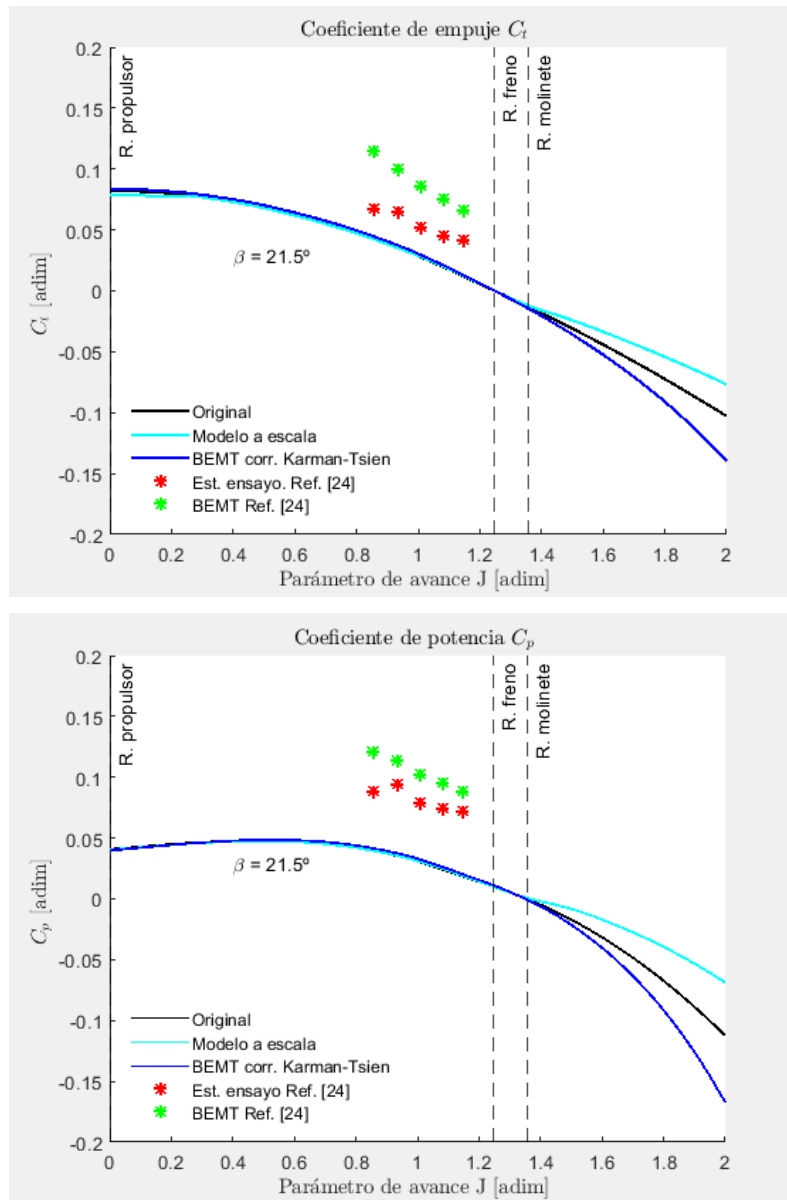 Coeficiente de empuje Ct
0.2
0.15
0.1
0.05
0
-0.05
-0.1
-0.15
-0.2
Ct [adim]
R. propulsor
R. freno
R. molinete
β = 21.5º
Original
Modelo a escala
BEMT corr. Karman-Tsien
Est. ensayo. Ref. [24]
BEMT Ref. [24]
0 0.2 0.4 0.6 0.8 1 1.2 1.4 1.6 1.8 2
Parámetro de avance J [adim]
Coeficiente de potencia Cp
0.2
0.15
0.1
0.05
0
-0.05
-0.1
-0.15
-0.2
Cp [adim]
R. propulsor
R. freno
R. molinete
β = 21.5º
Original
Modelo a escala
BEMT corr. Karman-Tsien
Est. ensayo Ref. [24]
BEMT Ref. [24]
0 0.2 0.4 0.6 0.8 1 1.2 1.4 1.6 1.8 2
Parámetro de avance J [adim]